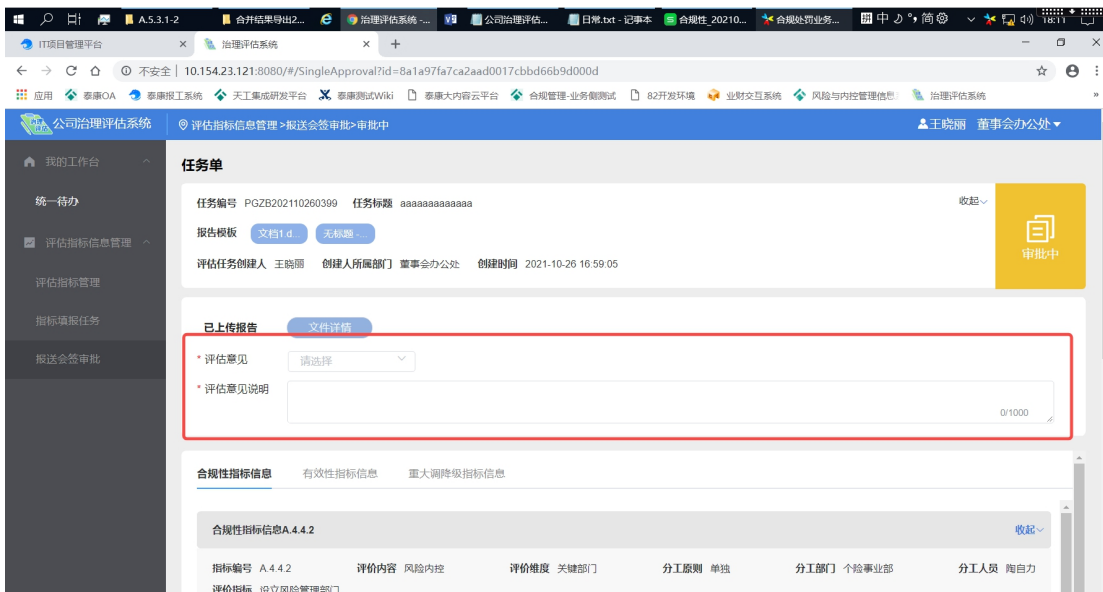 A.5.3.1-2 合并结果导出2... 治理评估系统 -... 公司治理评估... 日常.txt - 记事本 合规性_20210... 合规处罚业务... 中 简 18:11
IT项目管理平台 × 治理评估系统 × +
不安全 | 10.154.23.121:8080/#/SingleApproval?id=8a1a97fa7ca2aad0017cbbd66b9d000d
应用 泰康OA 泰康报工系统 天工集成研发平台 泰康测试Wiki 泰康大内容云平台 合规管理-业务侧测试 82开发环境 业财交互系统 风险与内控管理信息 治理评估系统 »
公司治理评估系统 评估指标信息管理 >报送会签审批>审批中 王晓丽 董事会办公处
我的工作台
统一待办
评估指标信息管理
评估指标管理
指标填报任务
报送会签审批
任务单
任务编号 PGZB202110260399 任务标题 aaaaaaaaaaaaa 收起
报告模板 文档1.d... 无标题 -...
评估任务创建人 王晓丽 创建人所属部门 董事会办公处 创建时间 2021-10-26 16:59:05
审批中
已上传报告 文件详情
* 评估意见 请选择
* 评估意见说明
0/1000
合规性指标信息 有效性指标信息 重大调降级指标信息
合规性指标信息A.4.4.2 收起
指标编号 A.4.4.2 评价内容 风险内控 评价维度 关键部门 分工原则 单独 分工部门 个险事业部 分工人员 陶自力
评价指标 设立风险管理部门